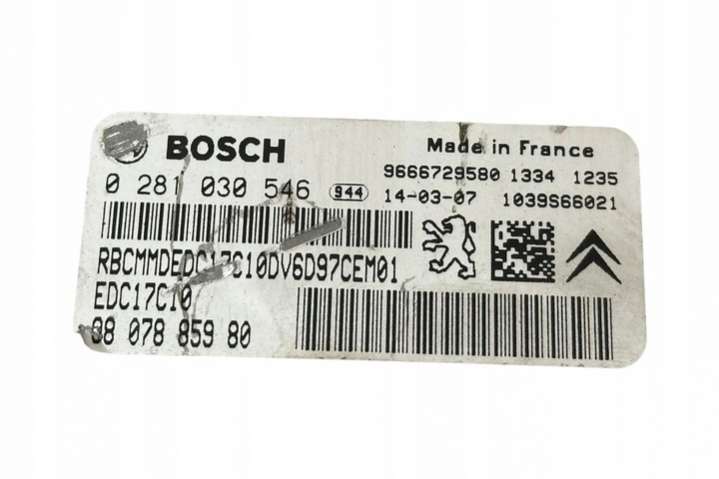 BOSCH Made in France
9666729580 1334 1235
0 281 030 546 944 14-03-07 1039S66021
RBCMMDEDC17C10DV6D97CEM01
EDC17C10
98 078 859 80